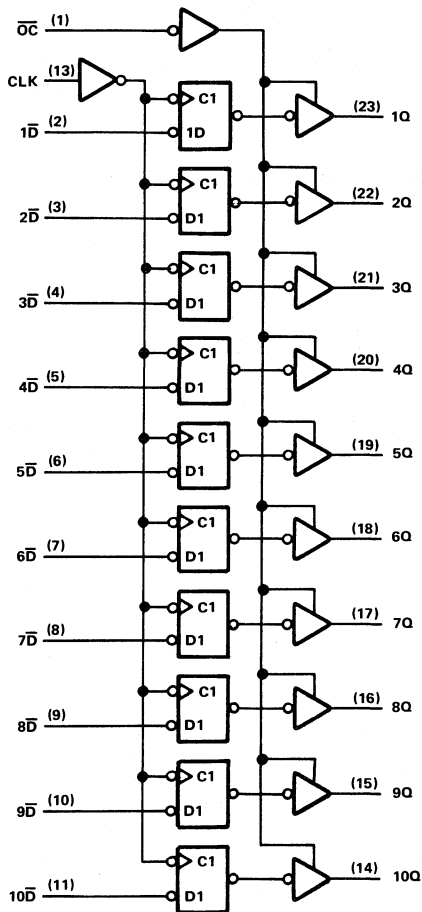 O̅C̅ (1)
CLK (13)
C1
1D̅ (2)
1D
(23)
1Q
C1
2D̅ (3)
D1
(22)
2Q
C1
3D̅ (4)
D1
(21)
3Q
C1
4D̅ (5)
D1
(20)
4Q
C1
5D̅ (6)
D1
(19)
5Q
C1
6D̅ (7)
D1
(18)
6Q
C1
7D̅ (8)
D1
(17)
7Q
C1
8D̅ (9)
D1
(16)
8Q
C1
9D̅ (10)
D1
(15)
9Q
C1
10D̅ (11)
D1
(14)
10Q